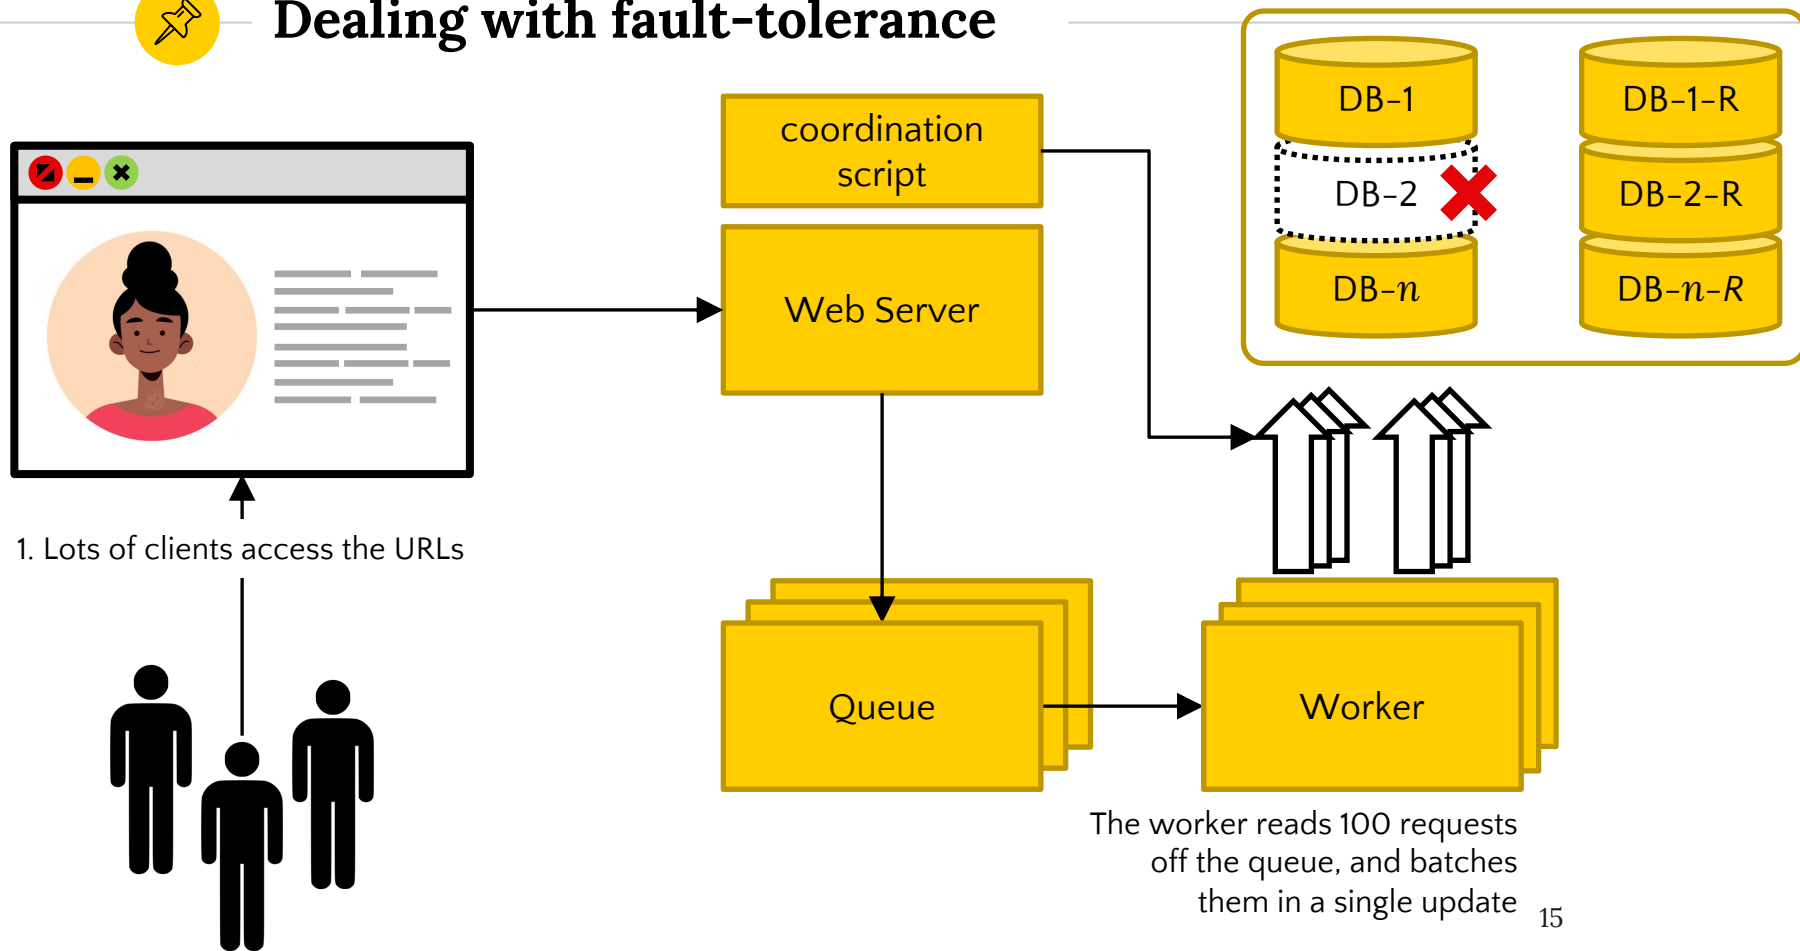 Dealing with fault-tolerance
coordination
script
Web Server
DB-1
DB-2
DB-n
DB-1-R
DB-2-R
DB-n-R
1. Lots of clients access the URLs
Queue
Worker
The worker reads 100 requests
off the queue, and batches
them in a single update
15